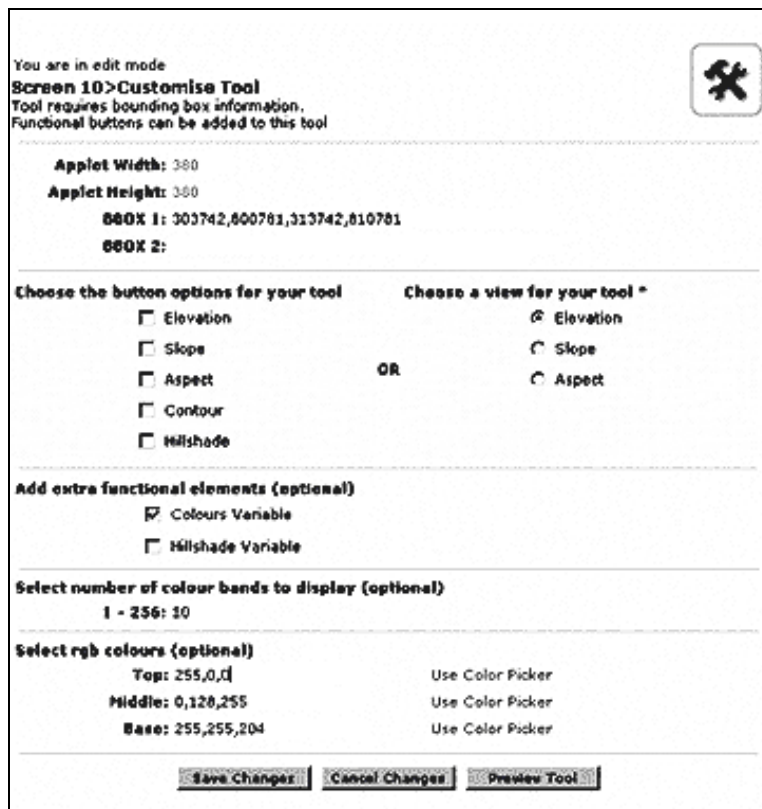 You are in edit mode
Screen 10>Customise Tool
Tool requires bounding box information.
Functional buttons can be added to this tool
Applet Width: 380
Applet Height: 380
BBOX 1: 303742,800781,313742,810781
BBOX 2:
Choose the button options for your tool
Elevation
Slope
Aspect
Contour
Hillshade
OR
Choose a view for your tool *
Elevation
Slope
Aspect
Add extra functional elements (optional)
Colours Variable
Hillshade Variable
Select number of colour bands to display (optional)
1 - 256: 10
Select rgb colours (optional)
Top: 255,0,0 Use Color Picker
Middle: 0,128,255 Use Color Picker
Base: 255,255,204 Use Color Picker
Save Changes Cancel Changes Preview Tool